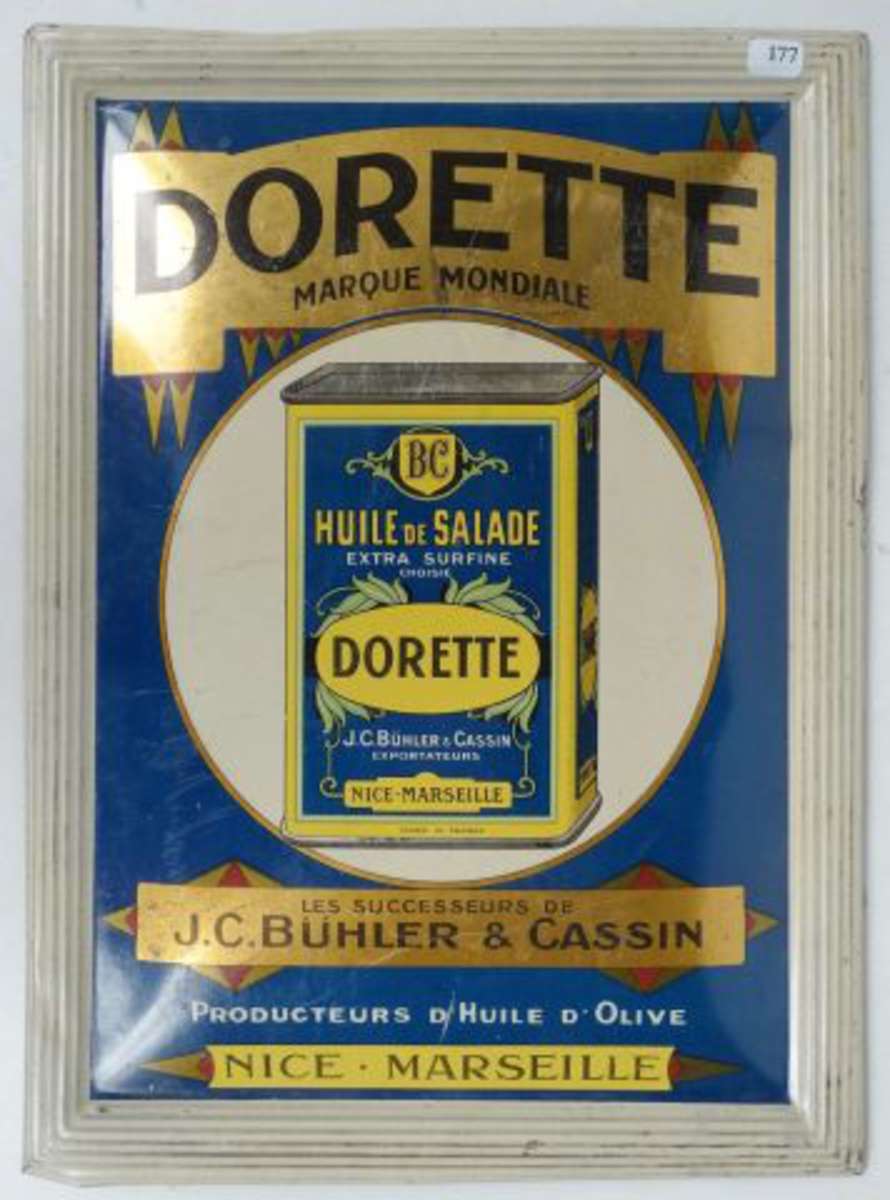 177
DORETTE
MARQUE MONDIALE
BC
HUILE DE SALADE
EXTRA SURFINE
CHOISIE
DORETTE
J.C. BÜHLER & CASSIN
EXPORTATEURS
NICE-MARSEILLE
LES SUCCESSEURS DE
J.C. BÜHLER & CASSIN
PRODUCTEURS D'HUILE D'OLIVE
NICE · MARSEILLE